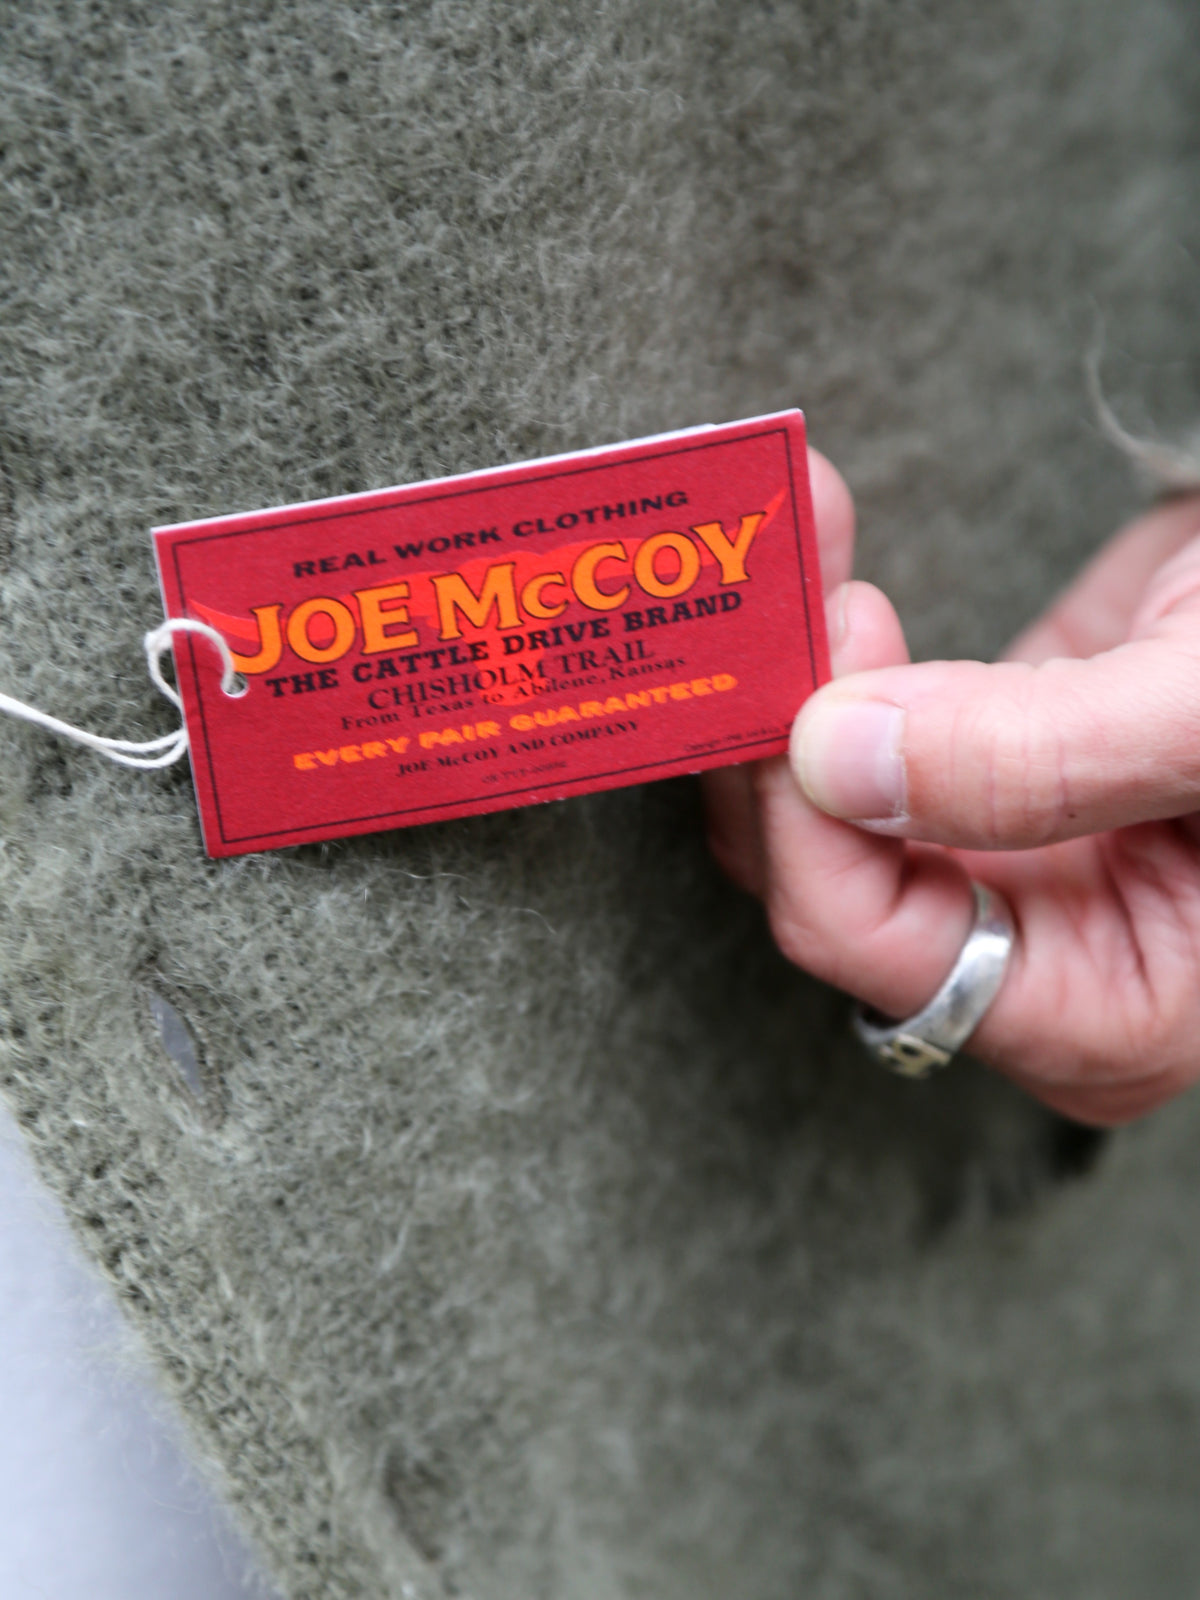 REAL WORK CLOTHING
JOE McCOY
THE CATTLE DRIVE BRAND
CHISHOLM TRAIL
From Texas to Abilene, Kansas
EVERY PAIR GUARANTEED
JOE McCOY AND COMPANY